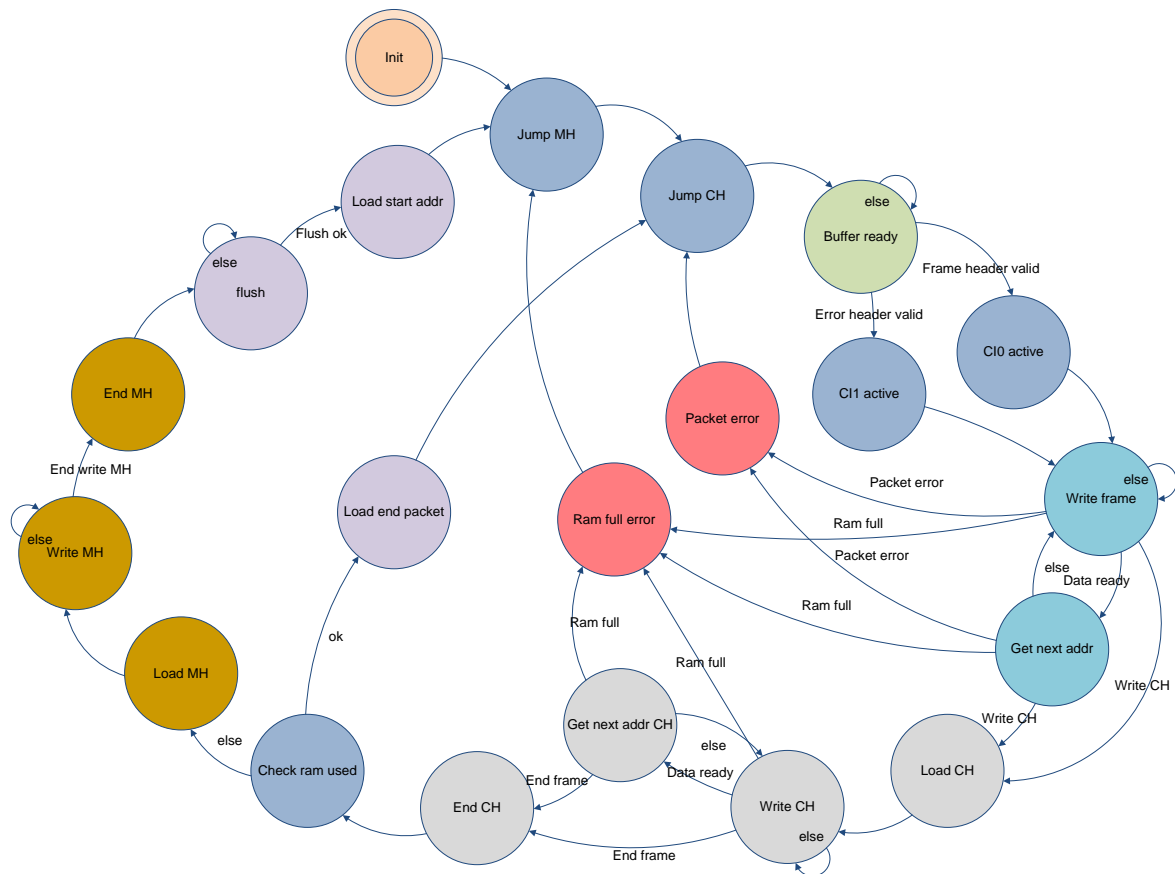 Init
Jump MH
Jump CH
Load start addr
else
Buffer ready
Flush ok
else
flush
Frame header valid
Error header valid
CI0 active
CI1 active
End MH
Packet error
End write MH
Packet error
else
Write frame
Load end packet
Ram full error
Ram full
else
Write MH
Packet error
else
Data ready
Ram full
Ram full
ok
Get next addr
Load MH
Ram full
Write CH
Get next addr CH
Write CH
else
else
Check ram used
Data ready
Load CH
End frame
End CH
Write CH
else
End frame